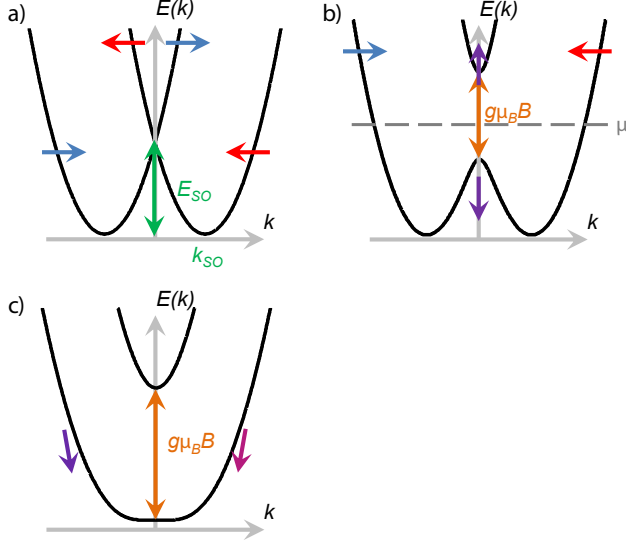 a)
E(k)
E_SO
k
k_SO
b)
E(k)
gμ_BB
μ
k
c)
E(k)
gμ_BB
k